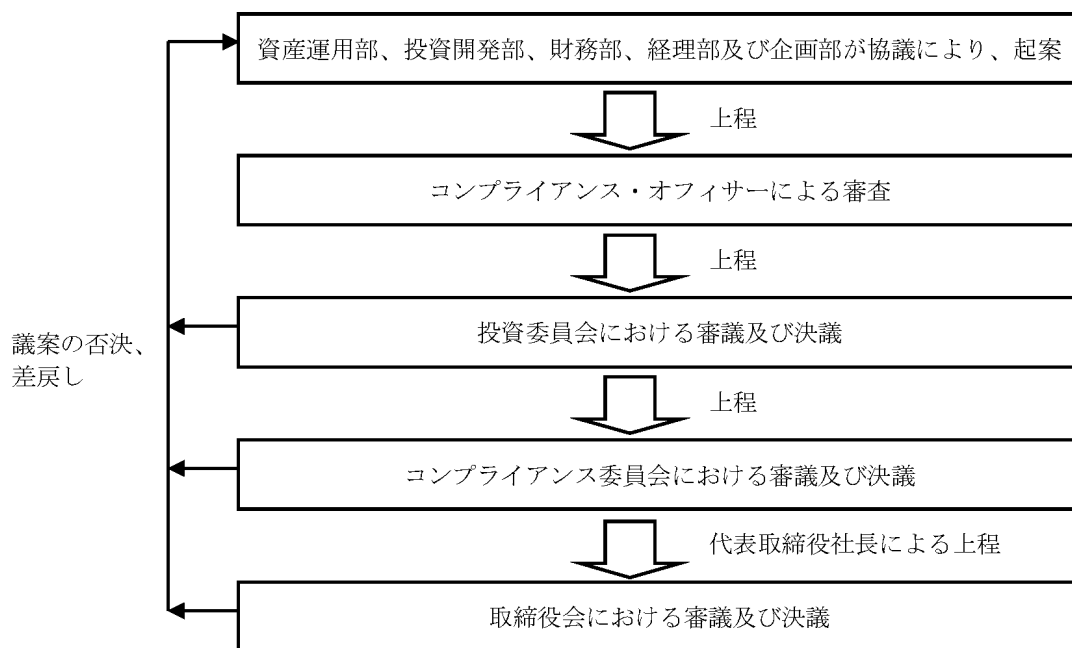 資産運用部、投資開発部、財務部、経理部及び企画部が協議により、起案
上程
コンプライアンス・オフィサーによる審査
上程
投資委員会における審議及び決議
議案の否決、
差戻し
上程
コンプライアンス委員会における審議及び決議
代表取締役社長による上程
取締役会における審議及び決議